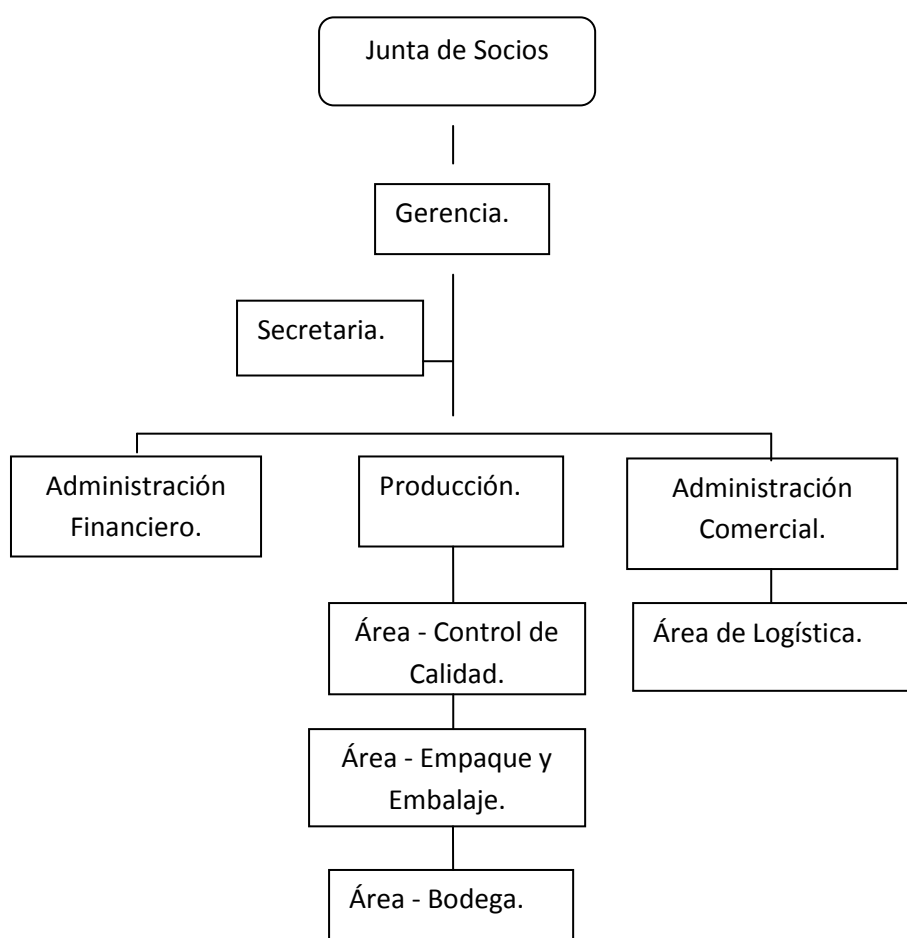 Junta de Socios
Gerencia.
Secretaria.
Administración
Financiero.
Producción.
Administración
Comercial.
Área - Control de
Calidad.
Área de Logística.
Área - Empaque y
Embalaje.
Área - Bodega.